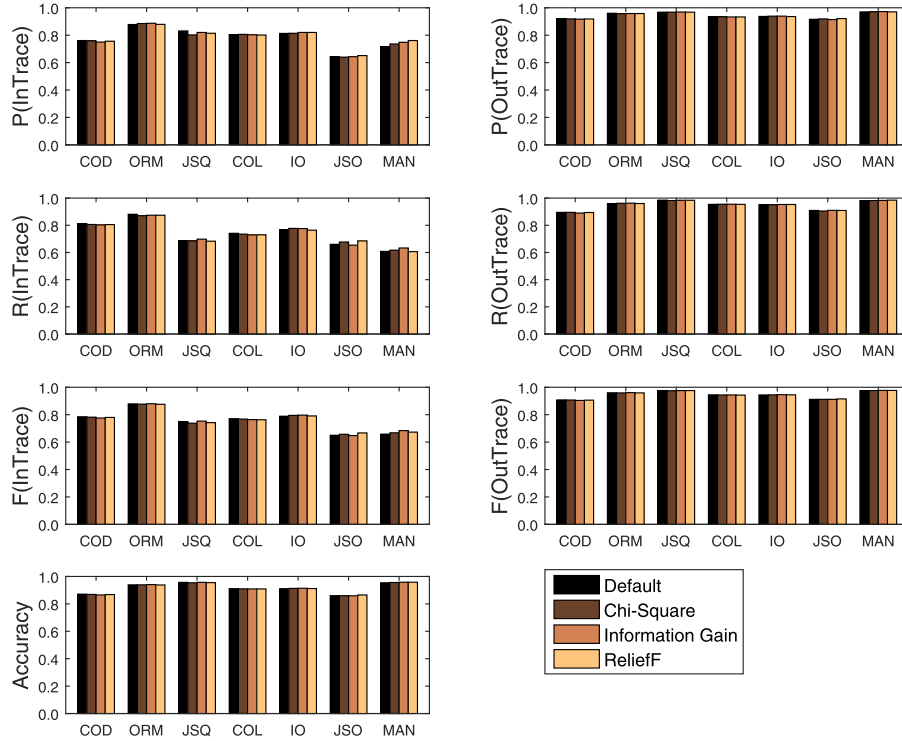 P(InTrace)
1.0
0.8
0.6
0.4
0.2
0.0
COD ORM JSQ COL IO JSO MAN
P(OutTrace)
1.0
0.8
0.6
0.4
0.2
0.0
COD ORM JSQ COL IO JSO MAN
R(InTrace)
1.0
0.8
0.6
0.4
0.2
0.0
COD ORM JSQ COL IO JSO MAN
R(OutTrace)
1.0
0.8
0.6
0.4
0.2
0.0
COD ORM JSQ COL IO JSO MAN
F(InTrace)
1.0
0.8
0.6
0.4
0.2
0.0
COD ORM JSQ COL IO JSO MAN
F(OutTrace)
1.0
0.8
0.6
0.4
0.2
0.0
COD ORM JSQ COL IO JSO MAN
Accuracy
1.0
0.8
0.6
0.4
0.2
0.0
COD ORM JSQ COL IO JSO MAN
Default
Chi-Square
Information Gain
ReliefF